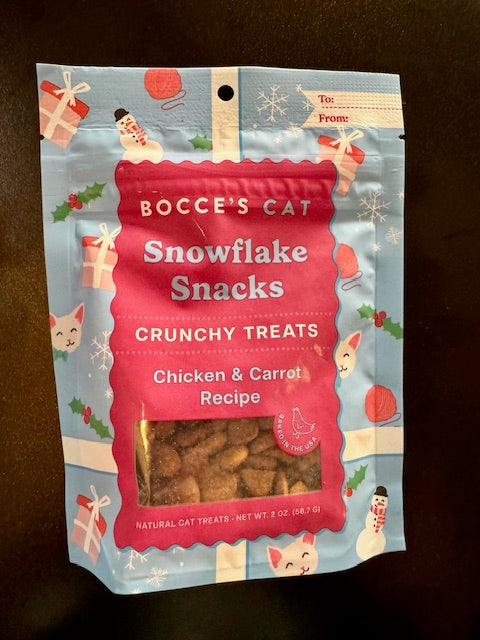 To:
From:
BOCCE'S CAT
Snowflake
Snacks
CRUNCHY TREATS
Chicken & Carrot
Recipe
BAKED IN THE USA
NATURAL CAT TREATS - NET WT. 2 OZ. (56.7 G)